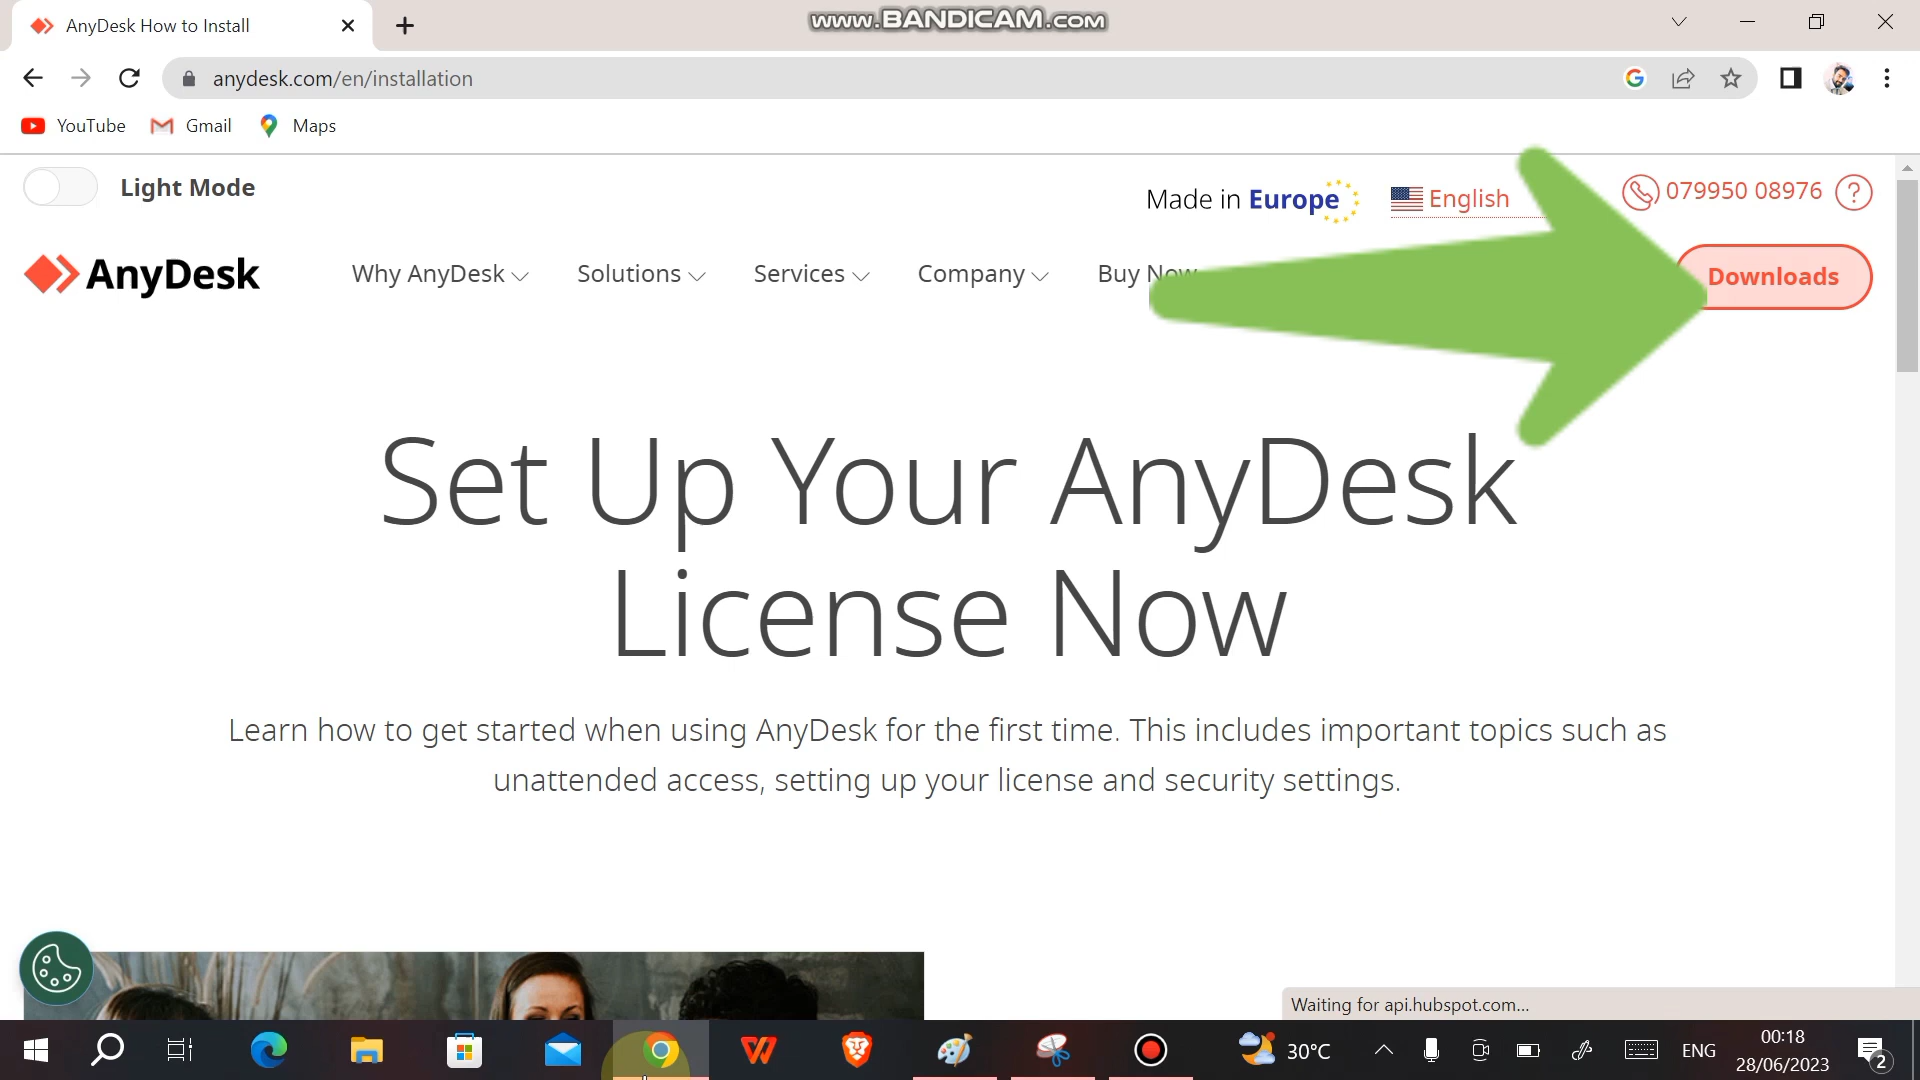 AnyDesk How to Install
www.BANDICAM.com
anydesk.com/en/installation
YouTube
Gmail
Maps
Light Mode
Made in Europe
English
079950 08976
?
AnyDesk
Why AnyDesk
Solutions
Services
Company
Buy Now
Downloads
Set Up Your AnyDesk
License Now
Learn how to get started when using AnyDesk for the first time. This includes important topics such as
unattended access, setting up your license and security settings.
Waiting for api.hubspot.com...
30°C
ENG
00:18
28/06/2023
2